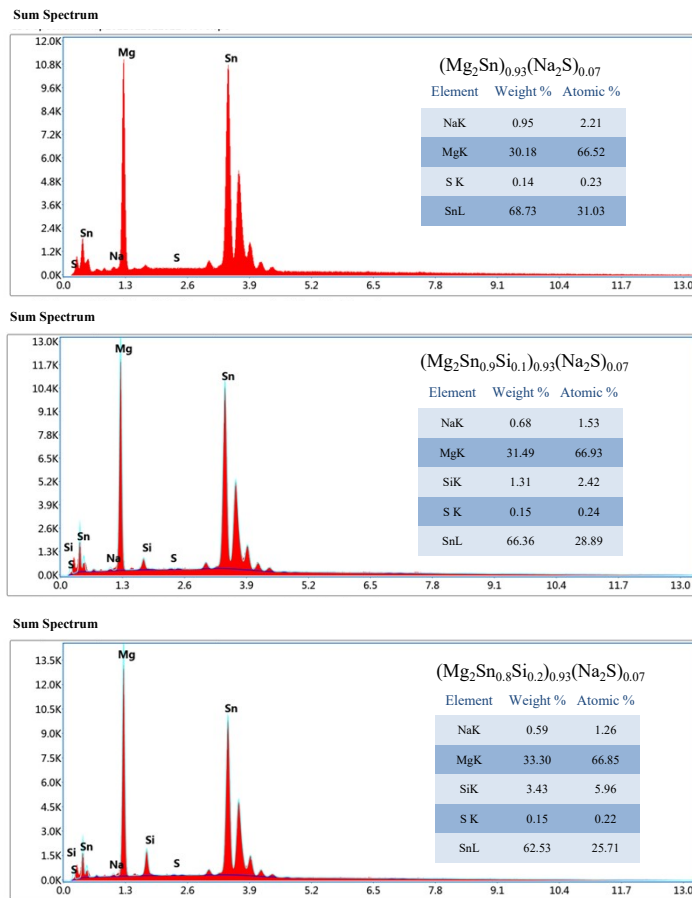 Sum Spectrum
12.0K
10.8K
9.6K
8.4K
7.2K
6.0K
4.8K
3.6K
2.4K
1.2K
0.0K
Mg
Sn
Sn
S
Na
S
0.0 1.3 2.6 3.9 5.2 6.5 7.8 9.1 10.4 11.7 13.0
(Mg₂Sn)₀.₉₃(Na₂S)₀.₀₇
Element Weight % Atomic %
NaK 0.95 2.21
MgK 30.18 66.52
S K 0.14 0.23
SnL 68.73 31.03
Sum Spectrum
13.0K
11.7K
10.4K
9.1K
7.8K
6.5K
5.2K
3.9K
2.6K
1.3K
0.0K
Mg
Sn
Si
Sn
S
Na
Si
S
0.0 1.3 2.6 3.9 5.2 6.5 7.8 9.1 10.4 11.7 13.0
(Mg₂Sn₀.₉Si₀.₁)₀.₉₃(Na₂S)₀.₀₇
Element Weight % Atomic %
NaK 0.68 1.53
MgK 31.49 66.93
SiK 1.31 2.42
S K 0.15 0.24
SnL 66.36 28.89
Sum Spectrum
13.5K
12.0K
10.5K
9.0K
7.5K
6.0K
4.5K
3.0K
1.5K
0.0K
Mg
Sn
Si
Sn
S
Na
Si
S
0.0 1.3 2.6 3.9 5.2 6.5 7.8 9.1 10.4 11.7 13.0
(Mg₂Sn₀.₈Si₀.₂)₀.₉₃(Na₂S)₀.₀₇
Element Weight % Atomic %
NaK 0.59 1.26
MgK 33.30 66.85
SiK 3.43 5.96
S K 0.15 0.22
SnL 62.53 25.71